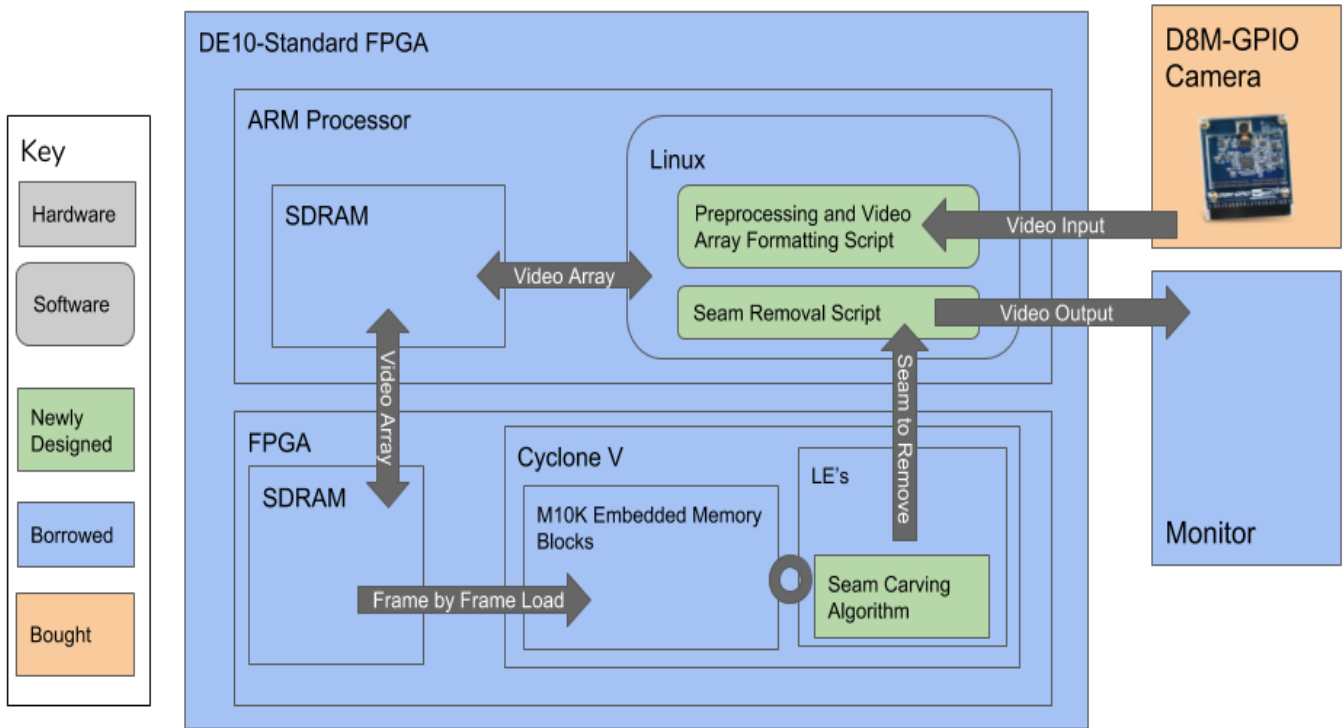 DE10-Standard FPGA
D8M-GPIO
Camera
Key
Hardware
Software
Newly
Designed
Borrowed
Bought
ARM Processor
SDRAM
Linux
Preprocessing and Video
Array Formatting Script
Video Input
Video Array
Seam Removal Script
Video Output
Video Array
Seam to Remove
FPGA
SDRAM
Cyclone V
LE's
M10K Embedded Memory
Blocks
Frame by Frame Load
Seam Carving
Algorithm
Monitor